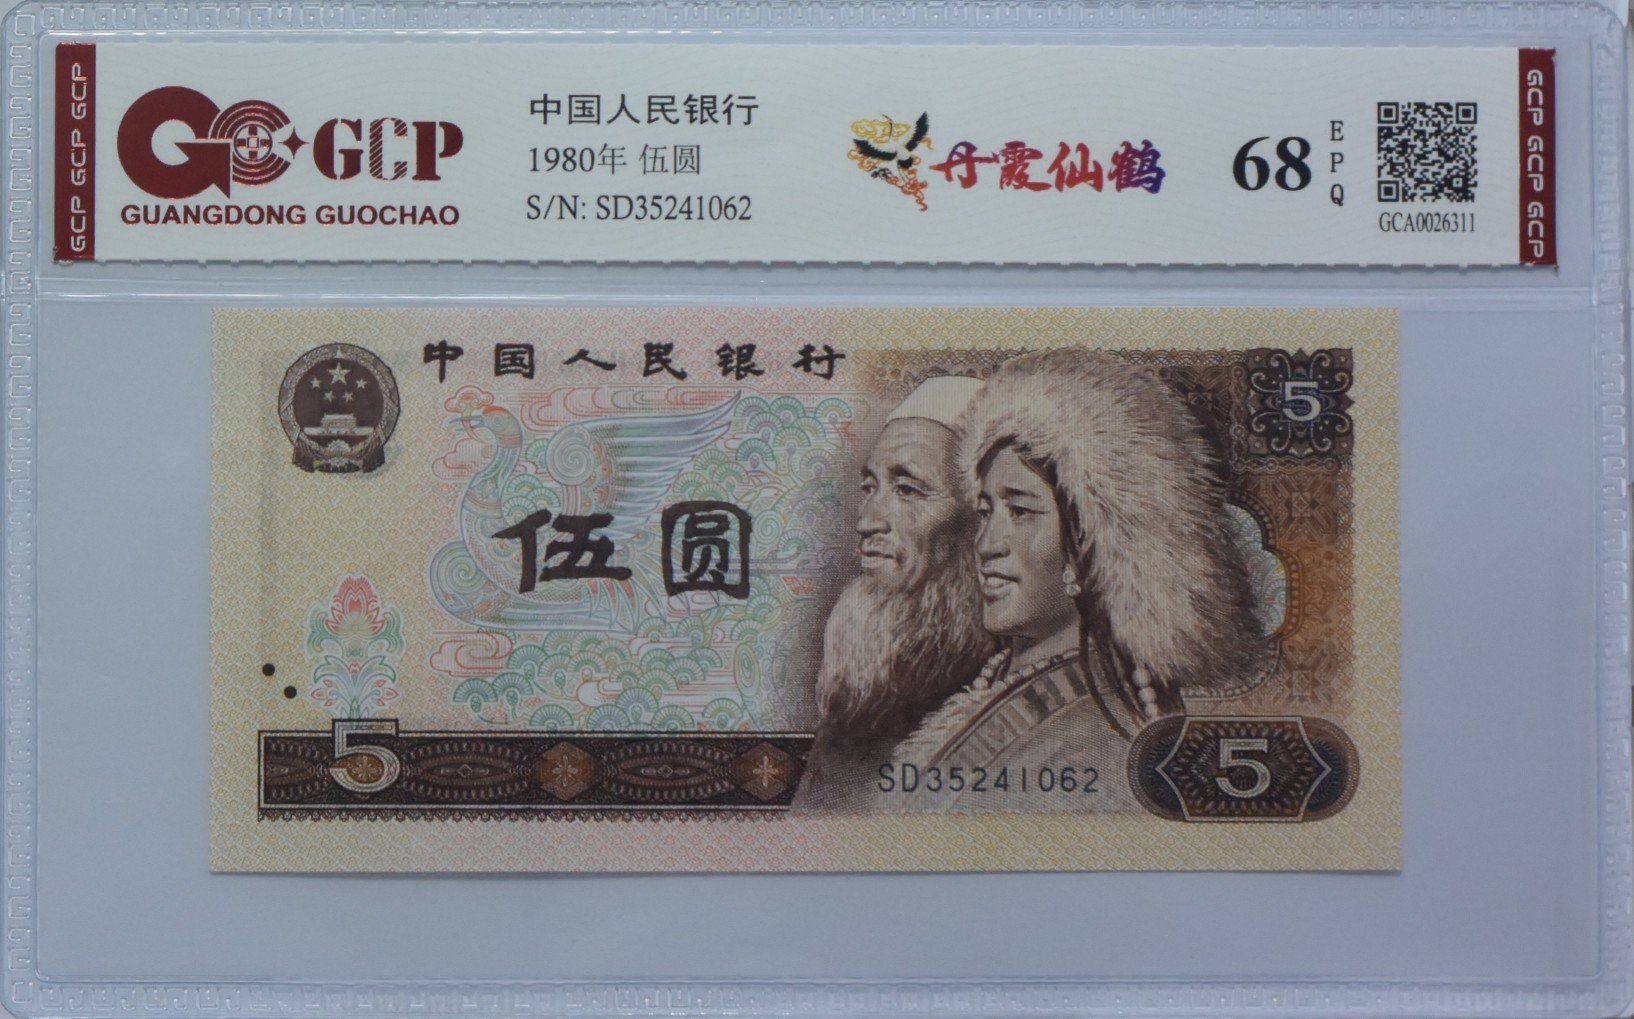 GCP GCP GCP
GCP
GUANGDONG GUOCHAO
中国人民银行
1980年 伍圆
S/N: SD35241062
丹霞仙鹤
68
EPQ
GCA0026311
GCP GCP GCP
中国人民银行
5
伍圆
5
SD35241062
5